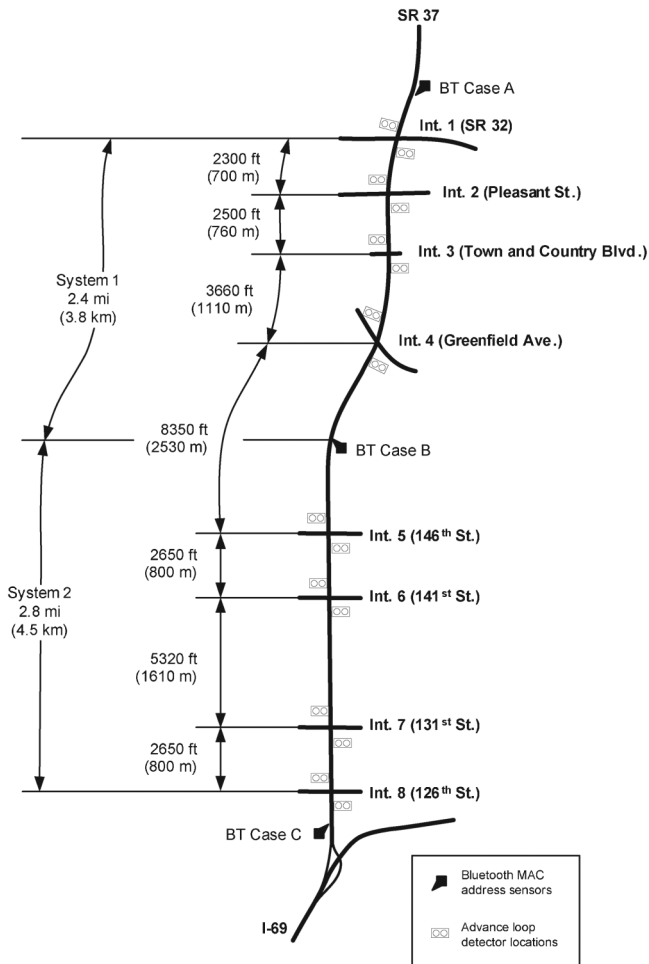 SR 37
BT Case A
Int. 1 (SR 32)
2300 ft
(700 m)
Int. 2 (Pleasant St.)
2500 ft
(760 m)
Int. 3 (Town and Country Blvd.)
System 1
2.4 mi
(3.8 km)
3660 ft
(1110 m)
Int. 4 (Greenfield Ave.)
8350 ft
(2530 m)
BT Case B
Int. 5 (146th St.)
2650 ft
(800 m)
System 2
2.8 mi
(4.5 km)
Int. 6 (141st St.)
5320 ft
(1610 m)
Int. 7 (131st St.)
2650 ft
(800 m)
Int. 8 (126th St.)
BT Case C
I-69
Bluetooth MAC
address sensors
Advance loop
detector locations